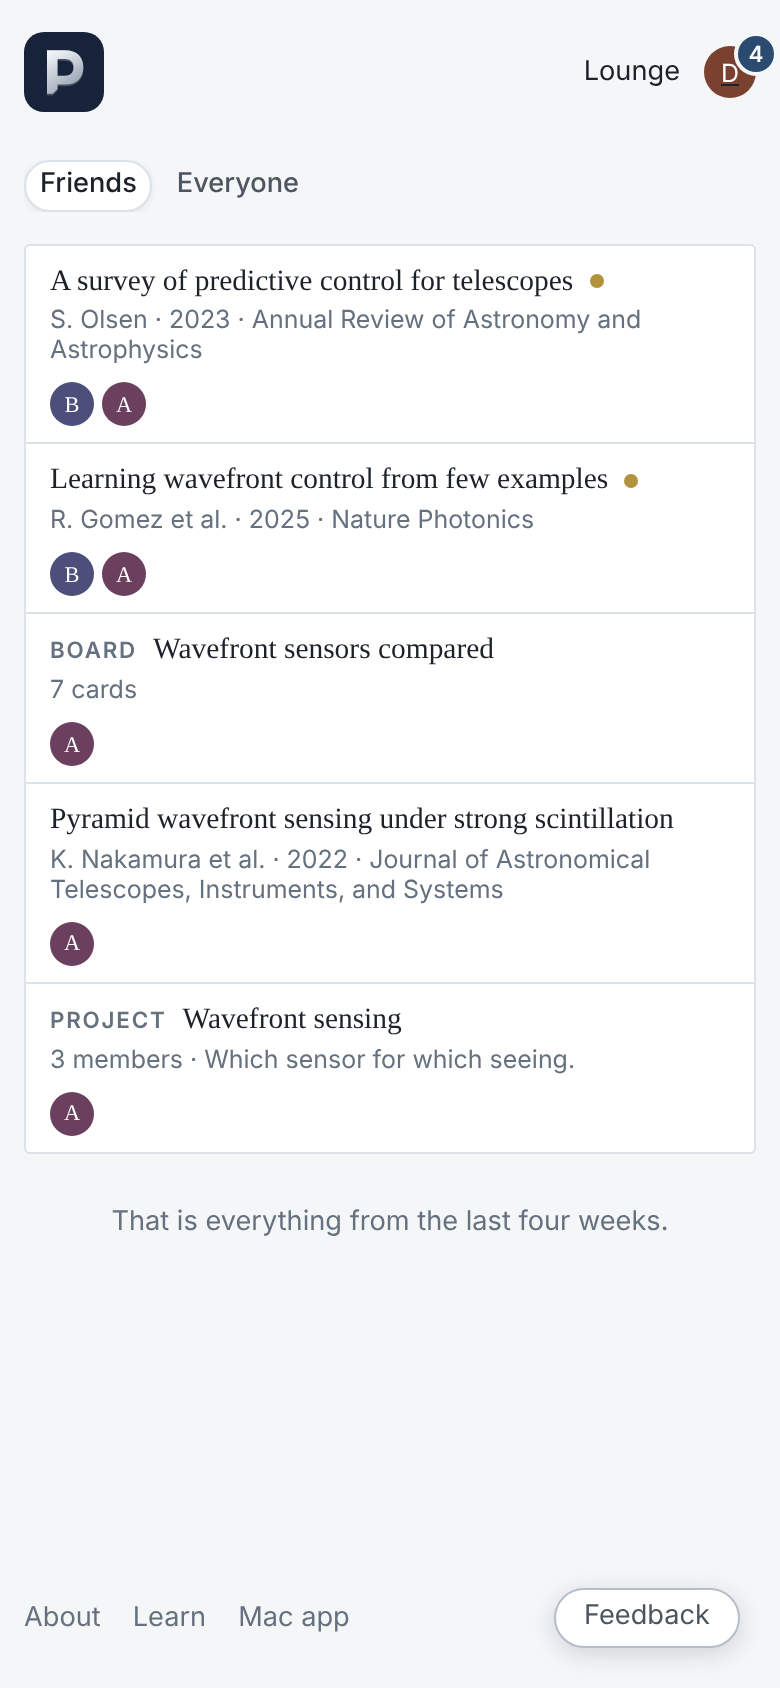 P
Lounge
D
4
Friends
Everyone
A survey of predictive control for telescopes
S. Olsen · 2023 · Annual Review of Astronomy and
Astrophysics
B A
Learning wavefront control from few examples
R. Gomez et al. · 2025 · Nature Photonics
B A
BOARD Wavefront sensors compared
7 cards
A
Pyramid wavefront sensing under strong scintillation
K. Nakamura et al. · 2022 · Journal of Astronomical
Telescopes, Instruments, and Systems
A
PROJECT Wavefront sensing
3 members · Which sensor for which seeing.
A
That is everything from the last four weeks.
About Learn Mac app
Feedback